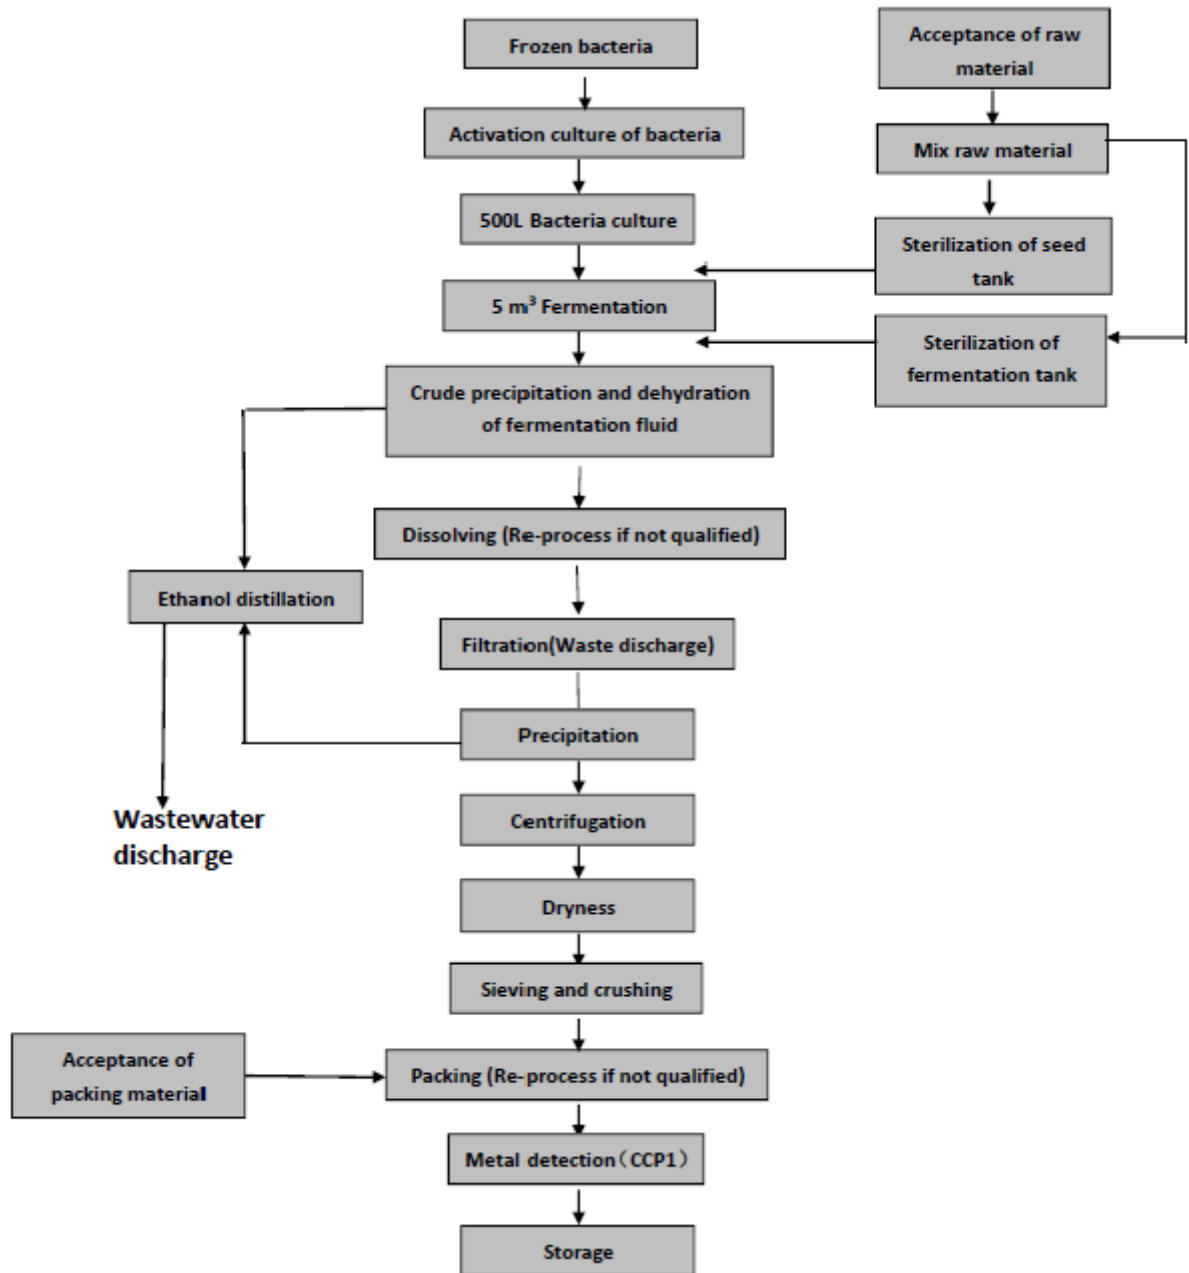 Frozen bacteria
Acceptance of raw
material
Activation culture of bacteria
Mix raw material
500L Bacteria culture
Sterilization of seed
tank
5 m³ Fermentation
Sterilization of
fermentation tank
Crude precipitation and dehydration
of fermentation fluid
Dissolving (Re-process if not qualified)
Ethanol distillation
Filtration(Waste discharge)
Precipitation
Wastewater
discharge
Centrifugation
Dryness
Sieving and crushing
Acceptance of
packing material
Packing (Re-process if not qualified)
Metal detection（CCP1）
Storage